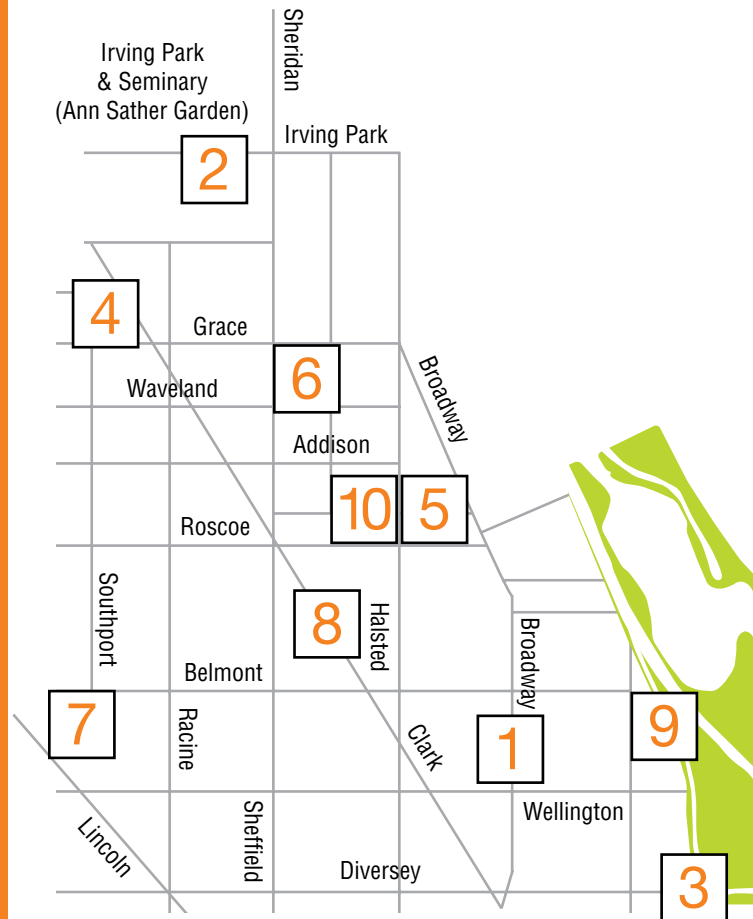 Sheridan
Irving Park
& Seminary
(Ann Sather Garden)
Irving Park
2
4
Grace
6
Waveland
Broadway
Addison
10
5
Roscoe
Southport
8
Halsted
Broadway
Belmont
7
Racine
Clark
1
9
Sheffield
Wellington
Lincoln
Diversey
3